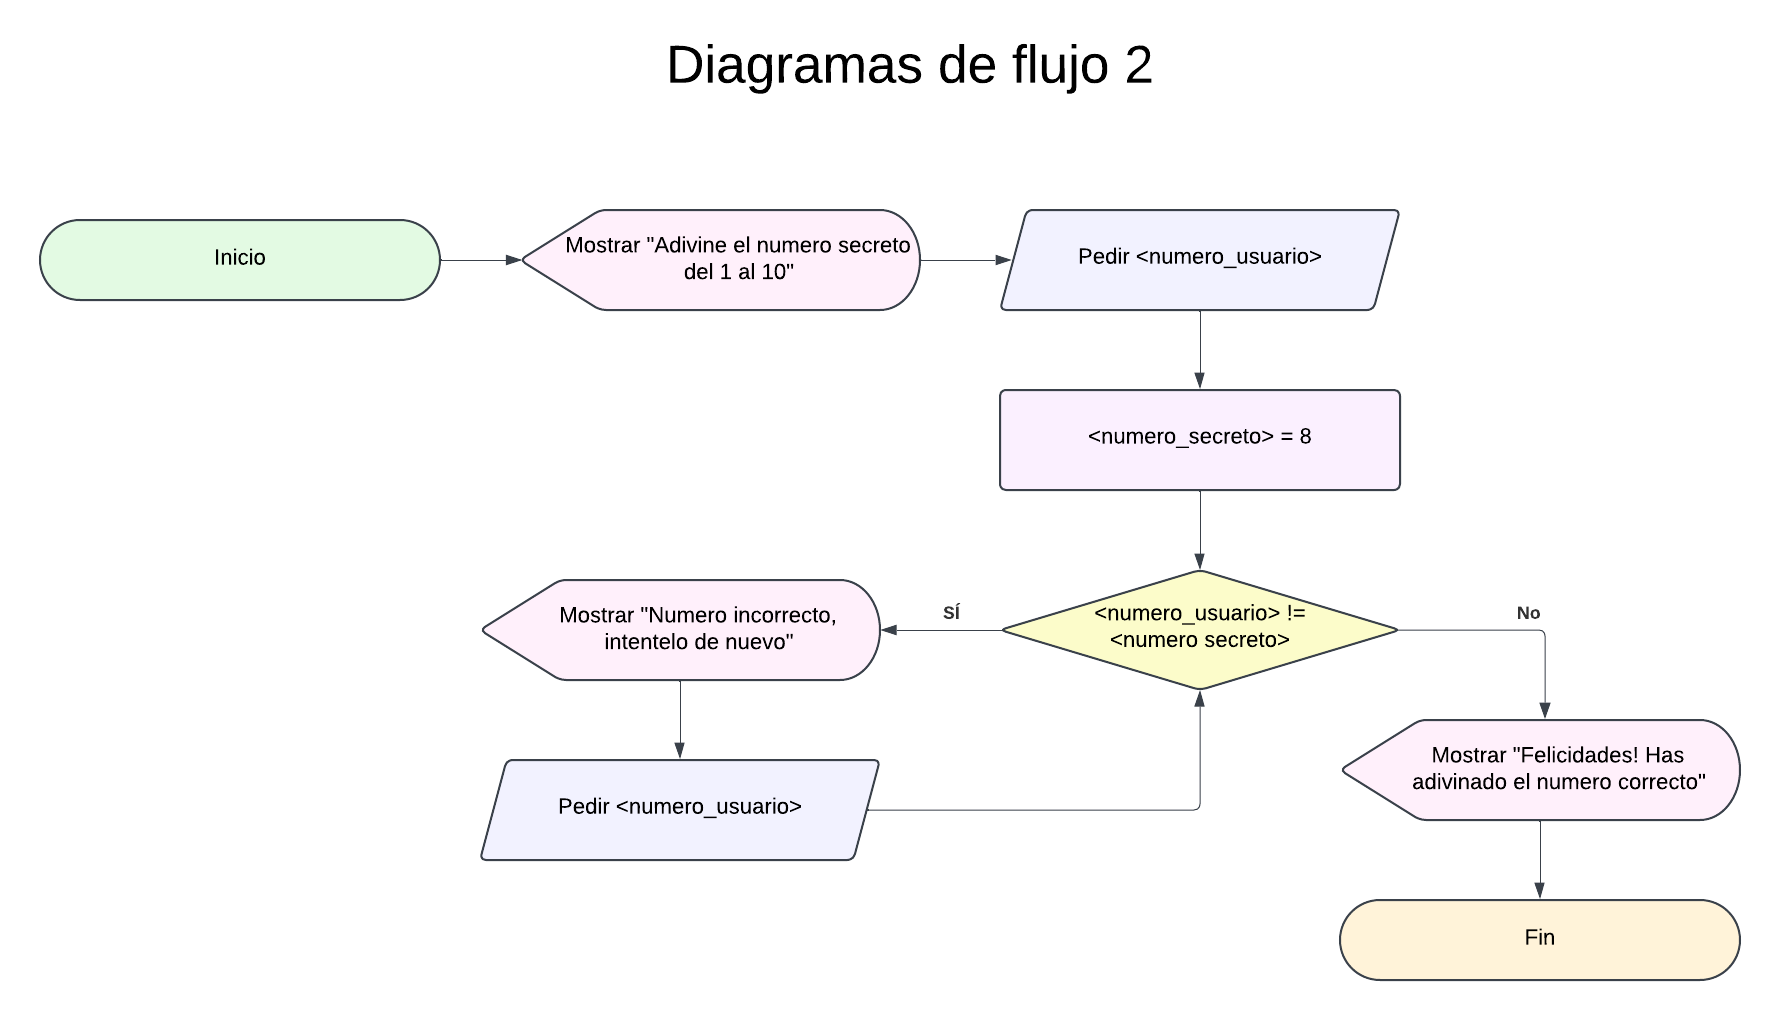 Diagramas de flujo 2
Inicio
Mostrar "Adivine el numero secreto
del 1 al 10"
Pedir <numero_usuario>
<numero_secreto> = 8
<numero_usuario> !=
<numero secreto>
SÍ
No
Mostrar "Numero incorrecto,
intentelo de nuevo"
Pedir <numero_usuario>
Mostrar "Felicidades! Has
adivinado el numero correcto"
Fin